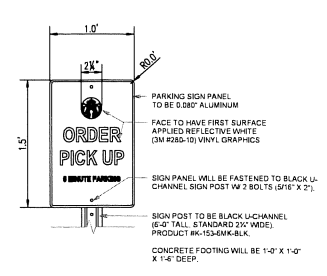 1.0'
R0.0'
2¼"
PARKING SIGN PANEL
TO BE 0.080" ALUMINUM
FACE TO HAVE FIRST SURFACE
APPLIED REFLECTIVE WHITE
(3M #280-10) VINYL GRAPHICS
1.5'
ORDER
PICK UP
MINUTE PARKING
SIGN PANEL WILL BE FASTENED TO BLACK U-
CHANNEL SIGN POST W/ 2 BOLTS (5/16" X 2").
SIGN POST TO BE BLACK U-CHANNEL
(6'-0" TALL, STANDARD 2¼" WIDE).
PRODUCT #K-153-6MK-BLK.
CONCRETE FOOTING WILL BE 1'-0" X 1'-0"
X 1'-6" DEEP.